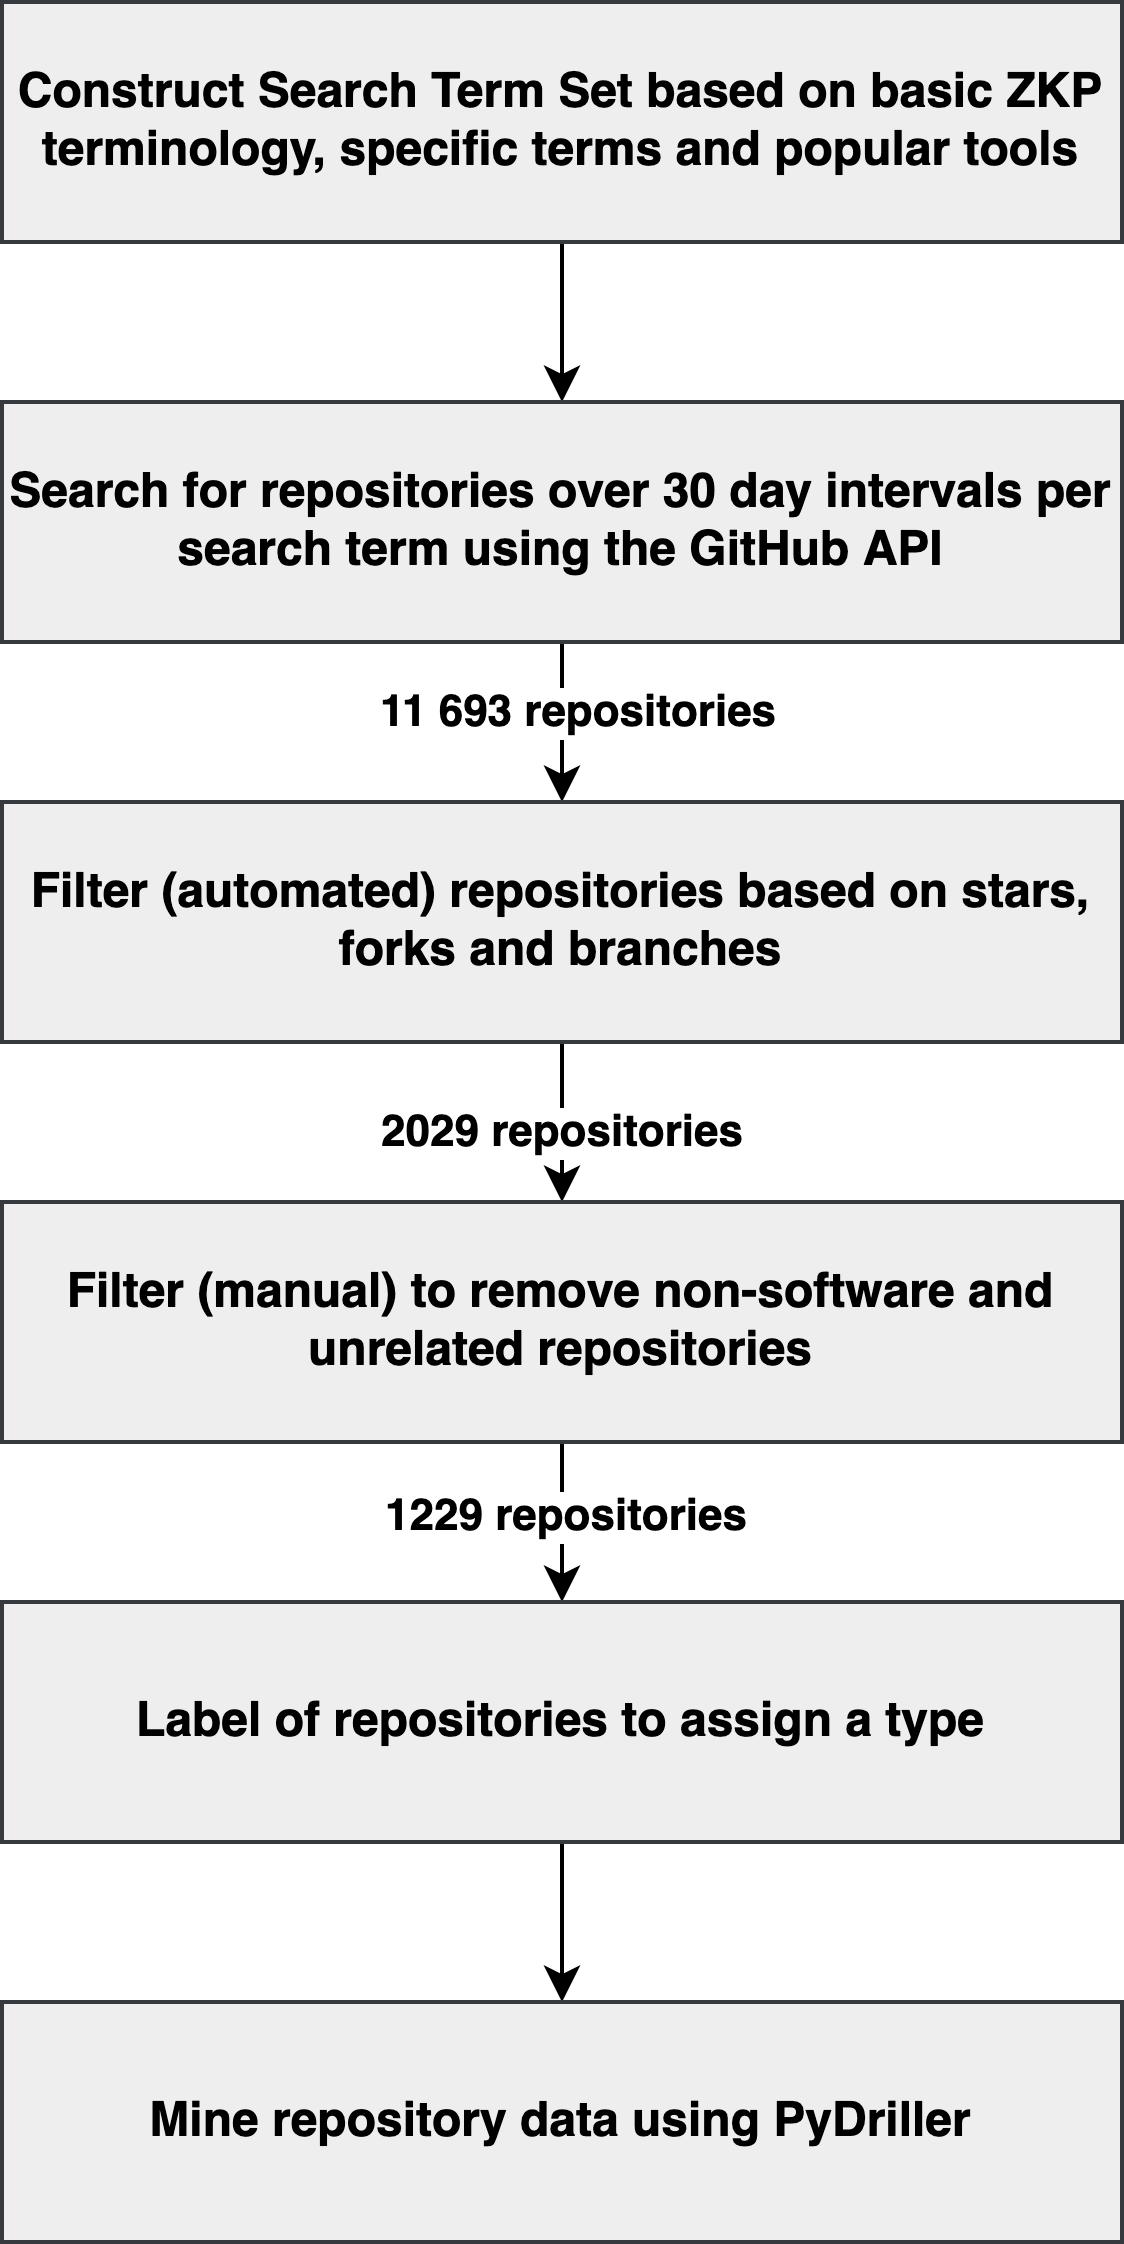 Construct Search Term Set based on basic ZKP
terminology, specific terms and popular tools
Search for repositories over 30 day intervals per
search term using the GitHub API
11 693 repositories
Filter (automated) repositories based on stars,
forks and branches
2029 repositories
Filter (manual) to remove non-software and
unrelated repositories
1229 repositories
Label of repositories to assign a type
Mine repository data using PyDriller